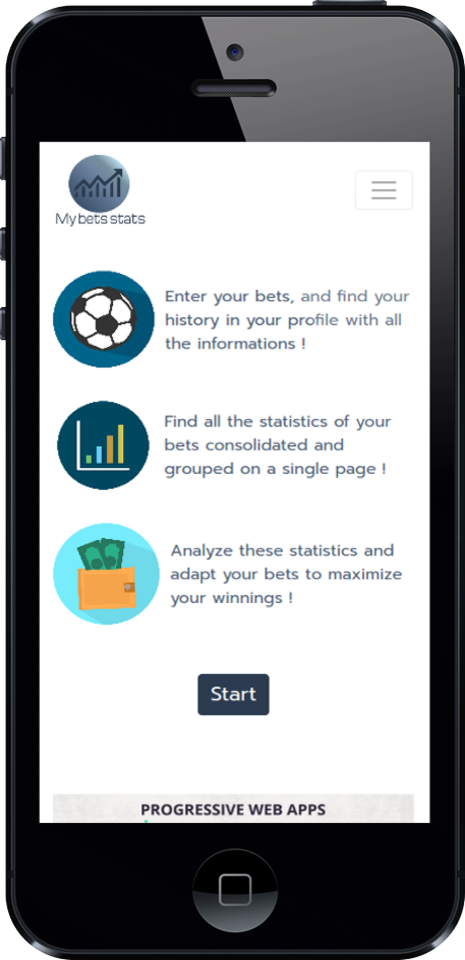 My bets stats
Enter your bets, and find your
history in your profile with all
the informations !
Find all the statistics of your
bets consolidated and
grouped on a single page !
Analyze these statistics and
adapt your bets to maximize
your winnings !
Start
PROGRESSIVE WEB APPS